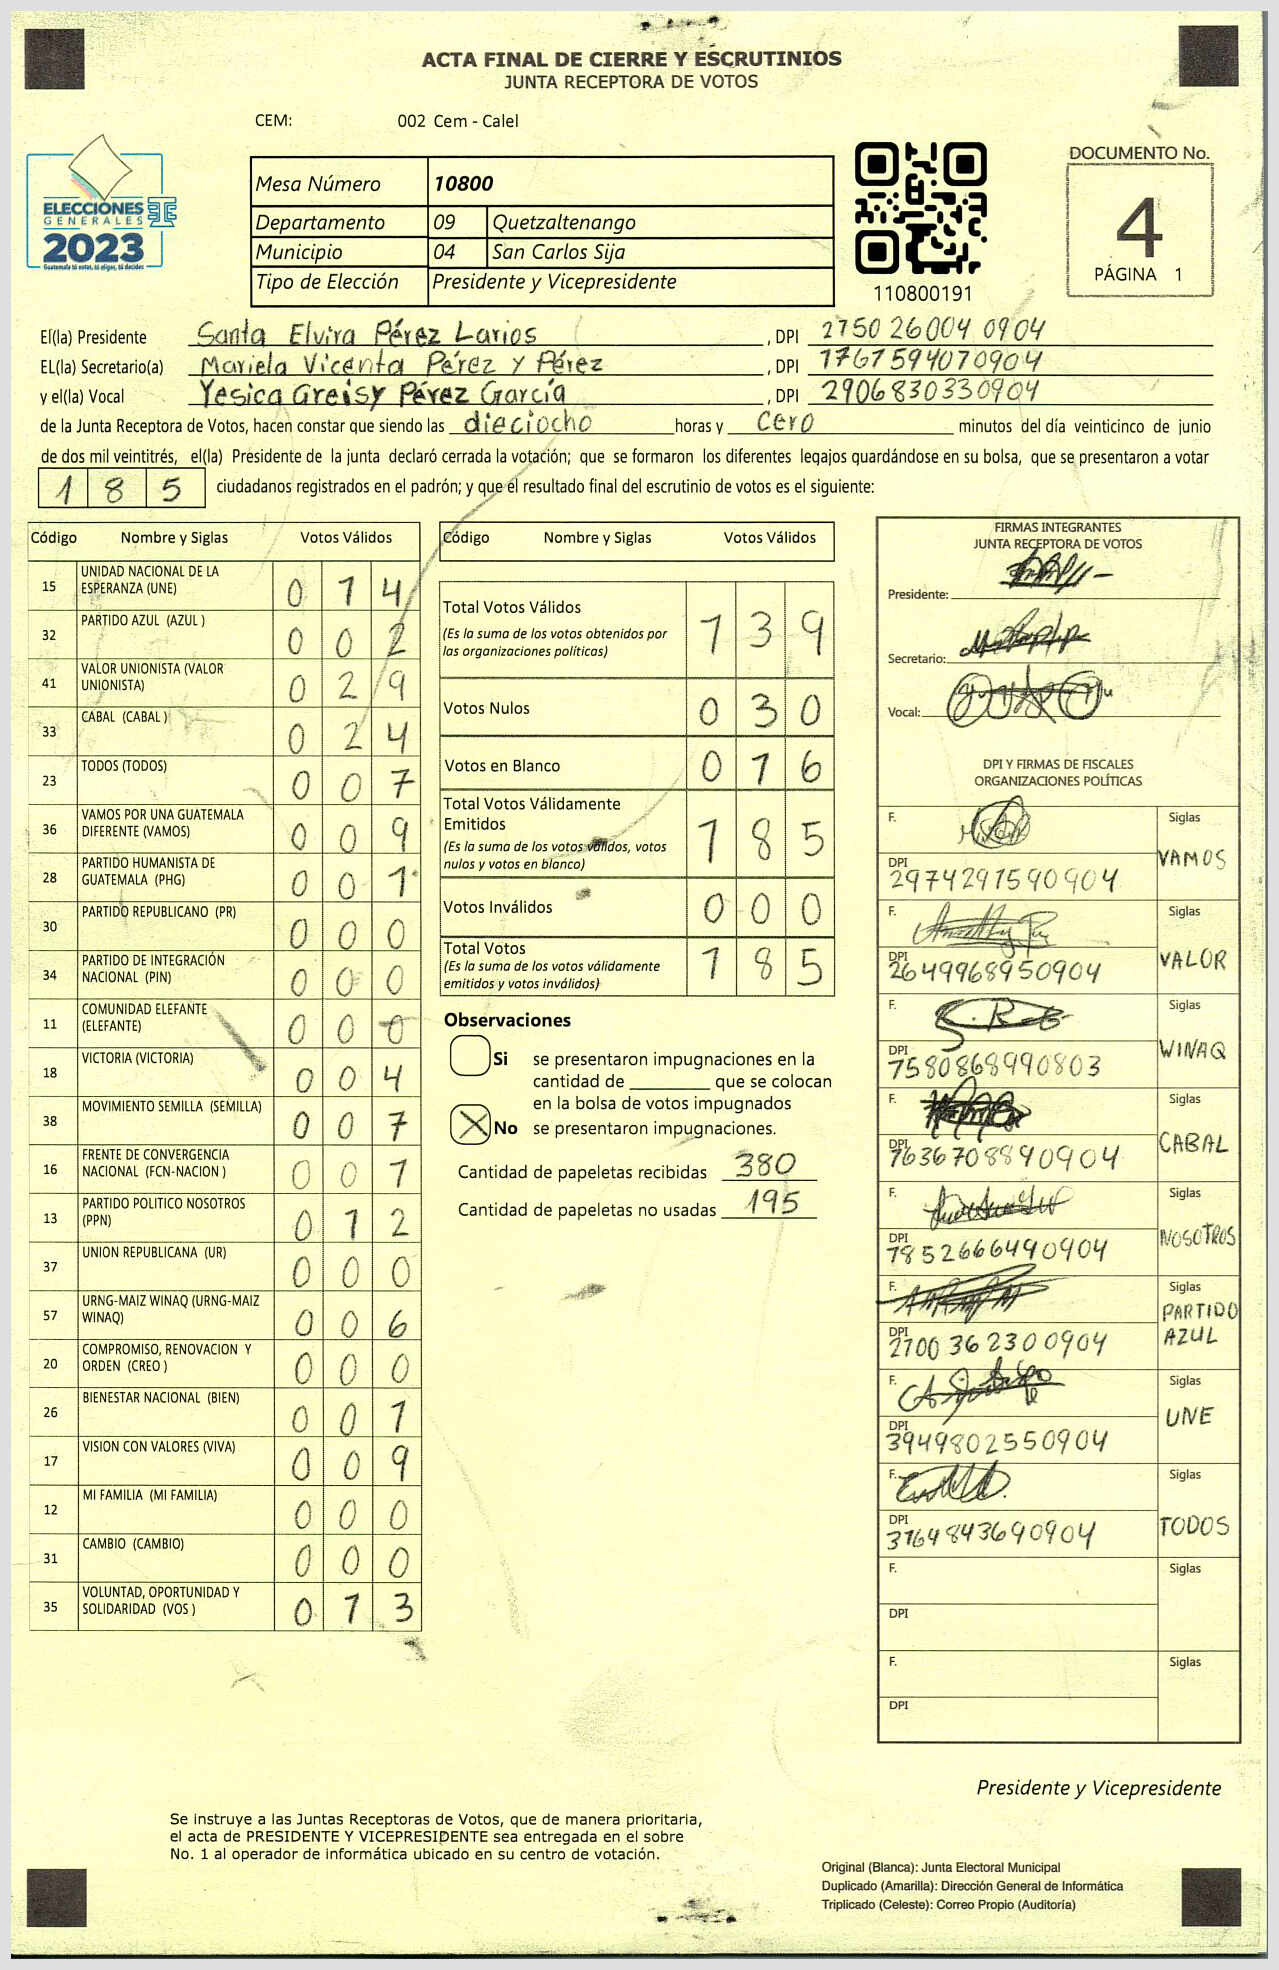 ACTA FINAL DE CIERRE Y ESCRUTINIOS
JUNTA RECEPTORA DE VOTOS
CEM: 002 Cem - Calel
ELECCIONES
GENERALES
2023
Guatemala tú votas, tú eliges, tú decides
Mesa Número 10800
Departamento 09 Quetzaltenango
Municipio 04 San Carlos Sija
Tipo de Elección Presidente y Vicepresidente
110800191
DOCUMENTO No.
4
PÁGINA 1
El(la) Presidente Santa Elvira Pérez Larios, DPI 2750 26004 0904
EL(la) Secretario(a) Mariela Vicenta Pérez y Pérez, DPI 1767594070904
y el(la) Vocal Yesica Greisy Pérez García, DPI 2906830330904
de la Junta Receptora de Votos, hacen constar que siendo las dieciocho horas y cero minutos del día veinticinco de junio
de dos mil veintitrés, el(la) Presidente de la junta declaró cerrada la votación; que se formaron los diferentes legajos guardándose en su bolsa, que se presentaron a votar
185 ciudadanos registrados en el padrón; y que el resultado final del escrutinio de votos es el siguiente:
Código Nombre y Siglas Votos Válidos
15 UNIDAD NACIONAL DE LA ESPERANZA (UNE) 0 1 4
32 PARTIDO AZUL (AZUL ) 0 0 2
41 VALOR UNIONISTA (VALOR UNIONISTA) 0 2 9
33 CABAL (CABAL ) 0 2 4
23 TODOS (TODOS) 0 0 7
36 VAMOS POR UNA GUATEMALA DIFERENTE (VAMOS) 0 0 9
28 PARTIDO HUMANISTA DE GUATEMALA (PHG) 0 0 1
30 PARTIDO REPUBLICANO (PR) 0 0 0
34 PARTIDO DE INTEGRACIÓN NACIONAL (PIN) 0 0 0
11 COMUNIDAD ELEFANTE (ELEFANTE) 0 0 0
18 VICTORIA (VICTORIA) 0 0 4
38 MOVIMIENTO SEMILLA (SEMILLA) 0 0 7
16 FRENTE DE CONVERGENCIA NACIONAL (FCN-NACION ) 0 0 1
13 PARTIDO POLITICO NOSOTROS (PPN) 0 1 2
37 UNION REPUBLICANA (UR) 0 0 0
57 URNG-MAIZ WINAQ (URNG-MAIZ WINAQ) 0 0 6
20 COMPROMISO, RENOVACION Y ORDEN (CREO ) 0 0 0
26 BIENESTAR NACIONAL (BIEN) 0 0 1
17 VISION CON VALORES (VIVA) 0 0 9
12 MI FAMILIA (MI FAMILIA) 0 0 0
31 CAMBIO (CAMBIO) 0 0 0
35 VOLUNTAD, OPORTUNIDAD Y SOLIDARIDAD (VOS ) 0 1 3
Código Nombre y Siglas Votos Válidos
Total Votos Válidos 1 3 9
(Es la suma de los votos obtenidos por
las organizaciones políticas)
Votos Nulos 0 3 0
Votos en Blanco 0 1 6
Total Votos Válidamente
Emitidos 1 8 5
(Es la suma de los votos válidos, votos
nulos y votos en blanco)
Votos Inválidos 0 0 0
Total Votos 1 8 5
(Es la suma de los votos válidamente
emitidos y votos inválidos)
Observaciones
Si se presentaron impugnaciones en la
cantidad de ________ que se colocan
en la bolsa de votos impugnados
X No se presentaron impugnaciones.
Cantidad de papeletas recibidas 380
Cantidad de papeletas no usadas 195
FIRMAS INTEGRANTES
JUNTA RECEPTORA DE VOTOS
Presidente:
Secretario:
Vocal:
DPI Y FIRMAS DE FISCALES
ORGANIZACIONES POLÍTICAS
F. Siglas
VAMOS
DPI 2974291590904
F. Siglas
VALOR
DPI 2649968950904
F. Siglas
WINAQ
DPI 1580868990803
F. Siglas
CABAL
DPI 1636708890904
F. Siglas
NOSOTROS
DPI 1852666490904
F. Siglas
PARTIDO
AZUL
DPI 2700 36 2300904
F. Siglas
UNE
DPI 3949802550904
F. Siglas
TODOS
DPI 3164843690904
F. Siglas
DPI
F. Siglas
DPI
Presidente y Vicepresidente
Se instruye a las Juntas Receptoras de Votos, que de manera prioritaria,
el acta de PRESIDENTE Y VICEPRESIDENTE sea entregada en el sobre
No. 1 al operador de informática ubicado en su centro de votación.
Original (Blanca): Junta Electoral Municipal
Duplicado (Amarilla): Dirección General de Informática
Triplicado (Celeste): Correo Propio (Auditoría)